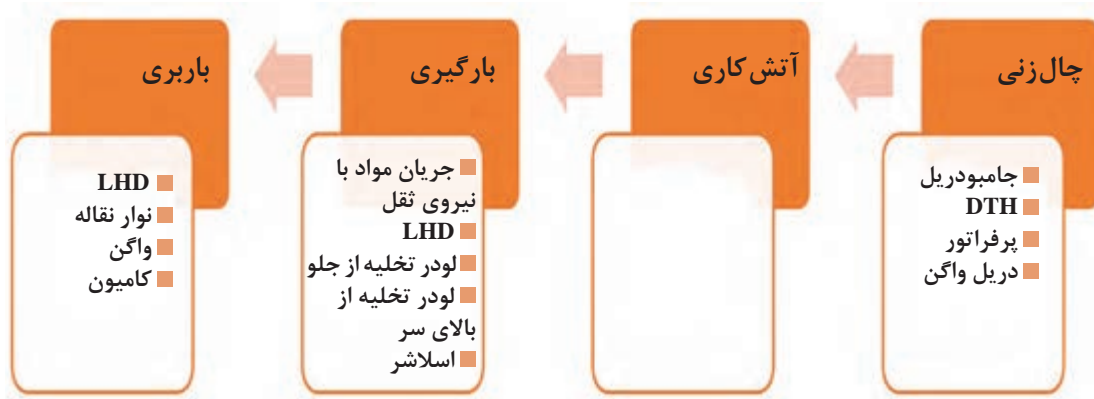 چال‌زنی
جامبودریل
DTH
پرفراتور
دریل واگن
آتش‌کاری
بارگیری
جریان مواد با
نیروی ثقل
LHD
لودر تخلیه از جلو
لودر تخلیه از
بالای سر
اسلاشر
باربری
LHD
نوار نقاله
واگن
کامیون